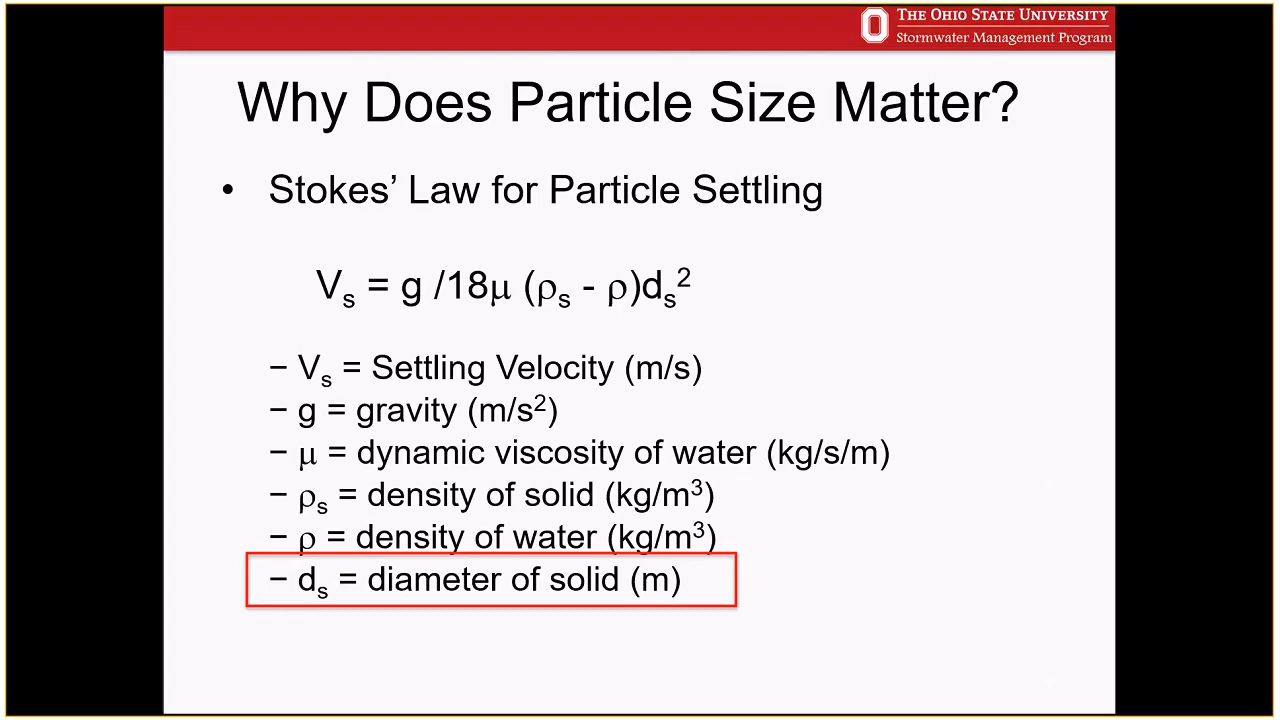 THE OHIO STATE UNIVERSITY
Stormwater Management Program
Why Does Particle Size Matter?
• Stokes’ Law for Particle Settling
Vs = g /18μ (ρs - ρ)ds²
− Vs = Settling Velocity (m/s)
− g = gravity (m/s²)
− μ = dynamic viscosity of water (kg/s/m)
− ρs = density of solid (kg/m³)
− ρ = density of water (kg/m³)
− ds = diameter of solid (m)